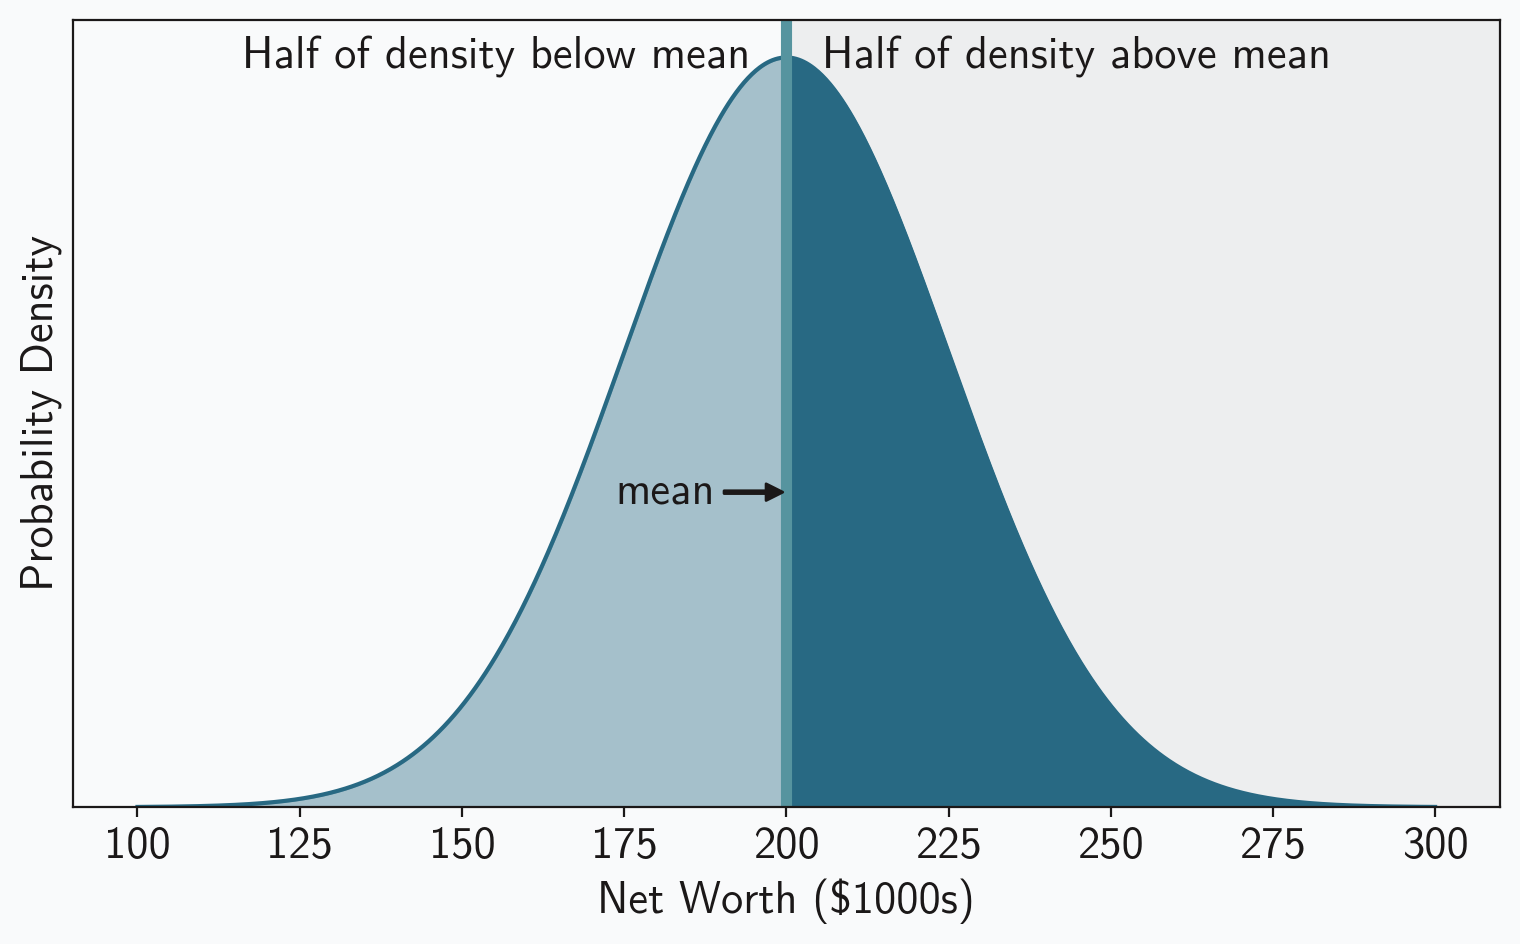 Half of density below mean
Half of density above mean
Probability Density
mean
100
125
150
175
200
225
250
275
300
Net Worth ($1000s)